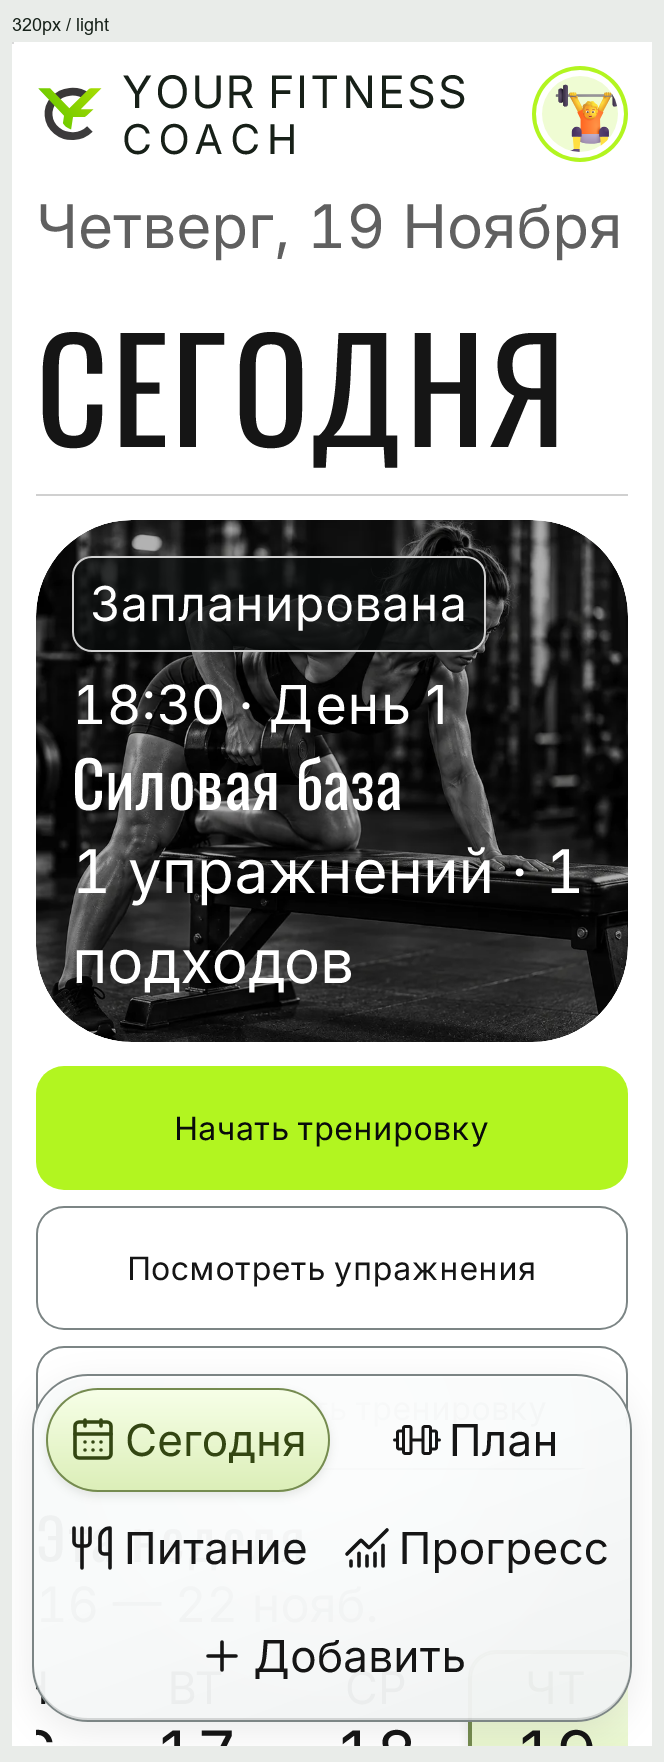 320px / light
YOUR FITNESS
COACH
Четверг, 19 Ноября
СЕГОДНЯ
Запланирована
18:30 · День 1
Силовая база
1 упражнений · 1
подходов
Начать тренировку
Посмотреть упражнения
тренировку
Сегодня План
Питание Прогресс
16 — 22 нояб.
+ Добавить
ВТ СР ЧТ
17 18 19